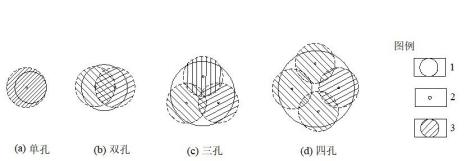 图例
1
2
3
(a) 单孔
(b) 双孔
(c) 三孔
(d) 四孔